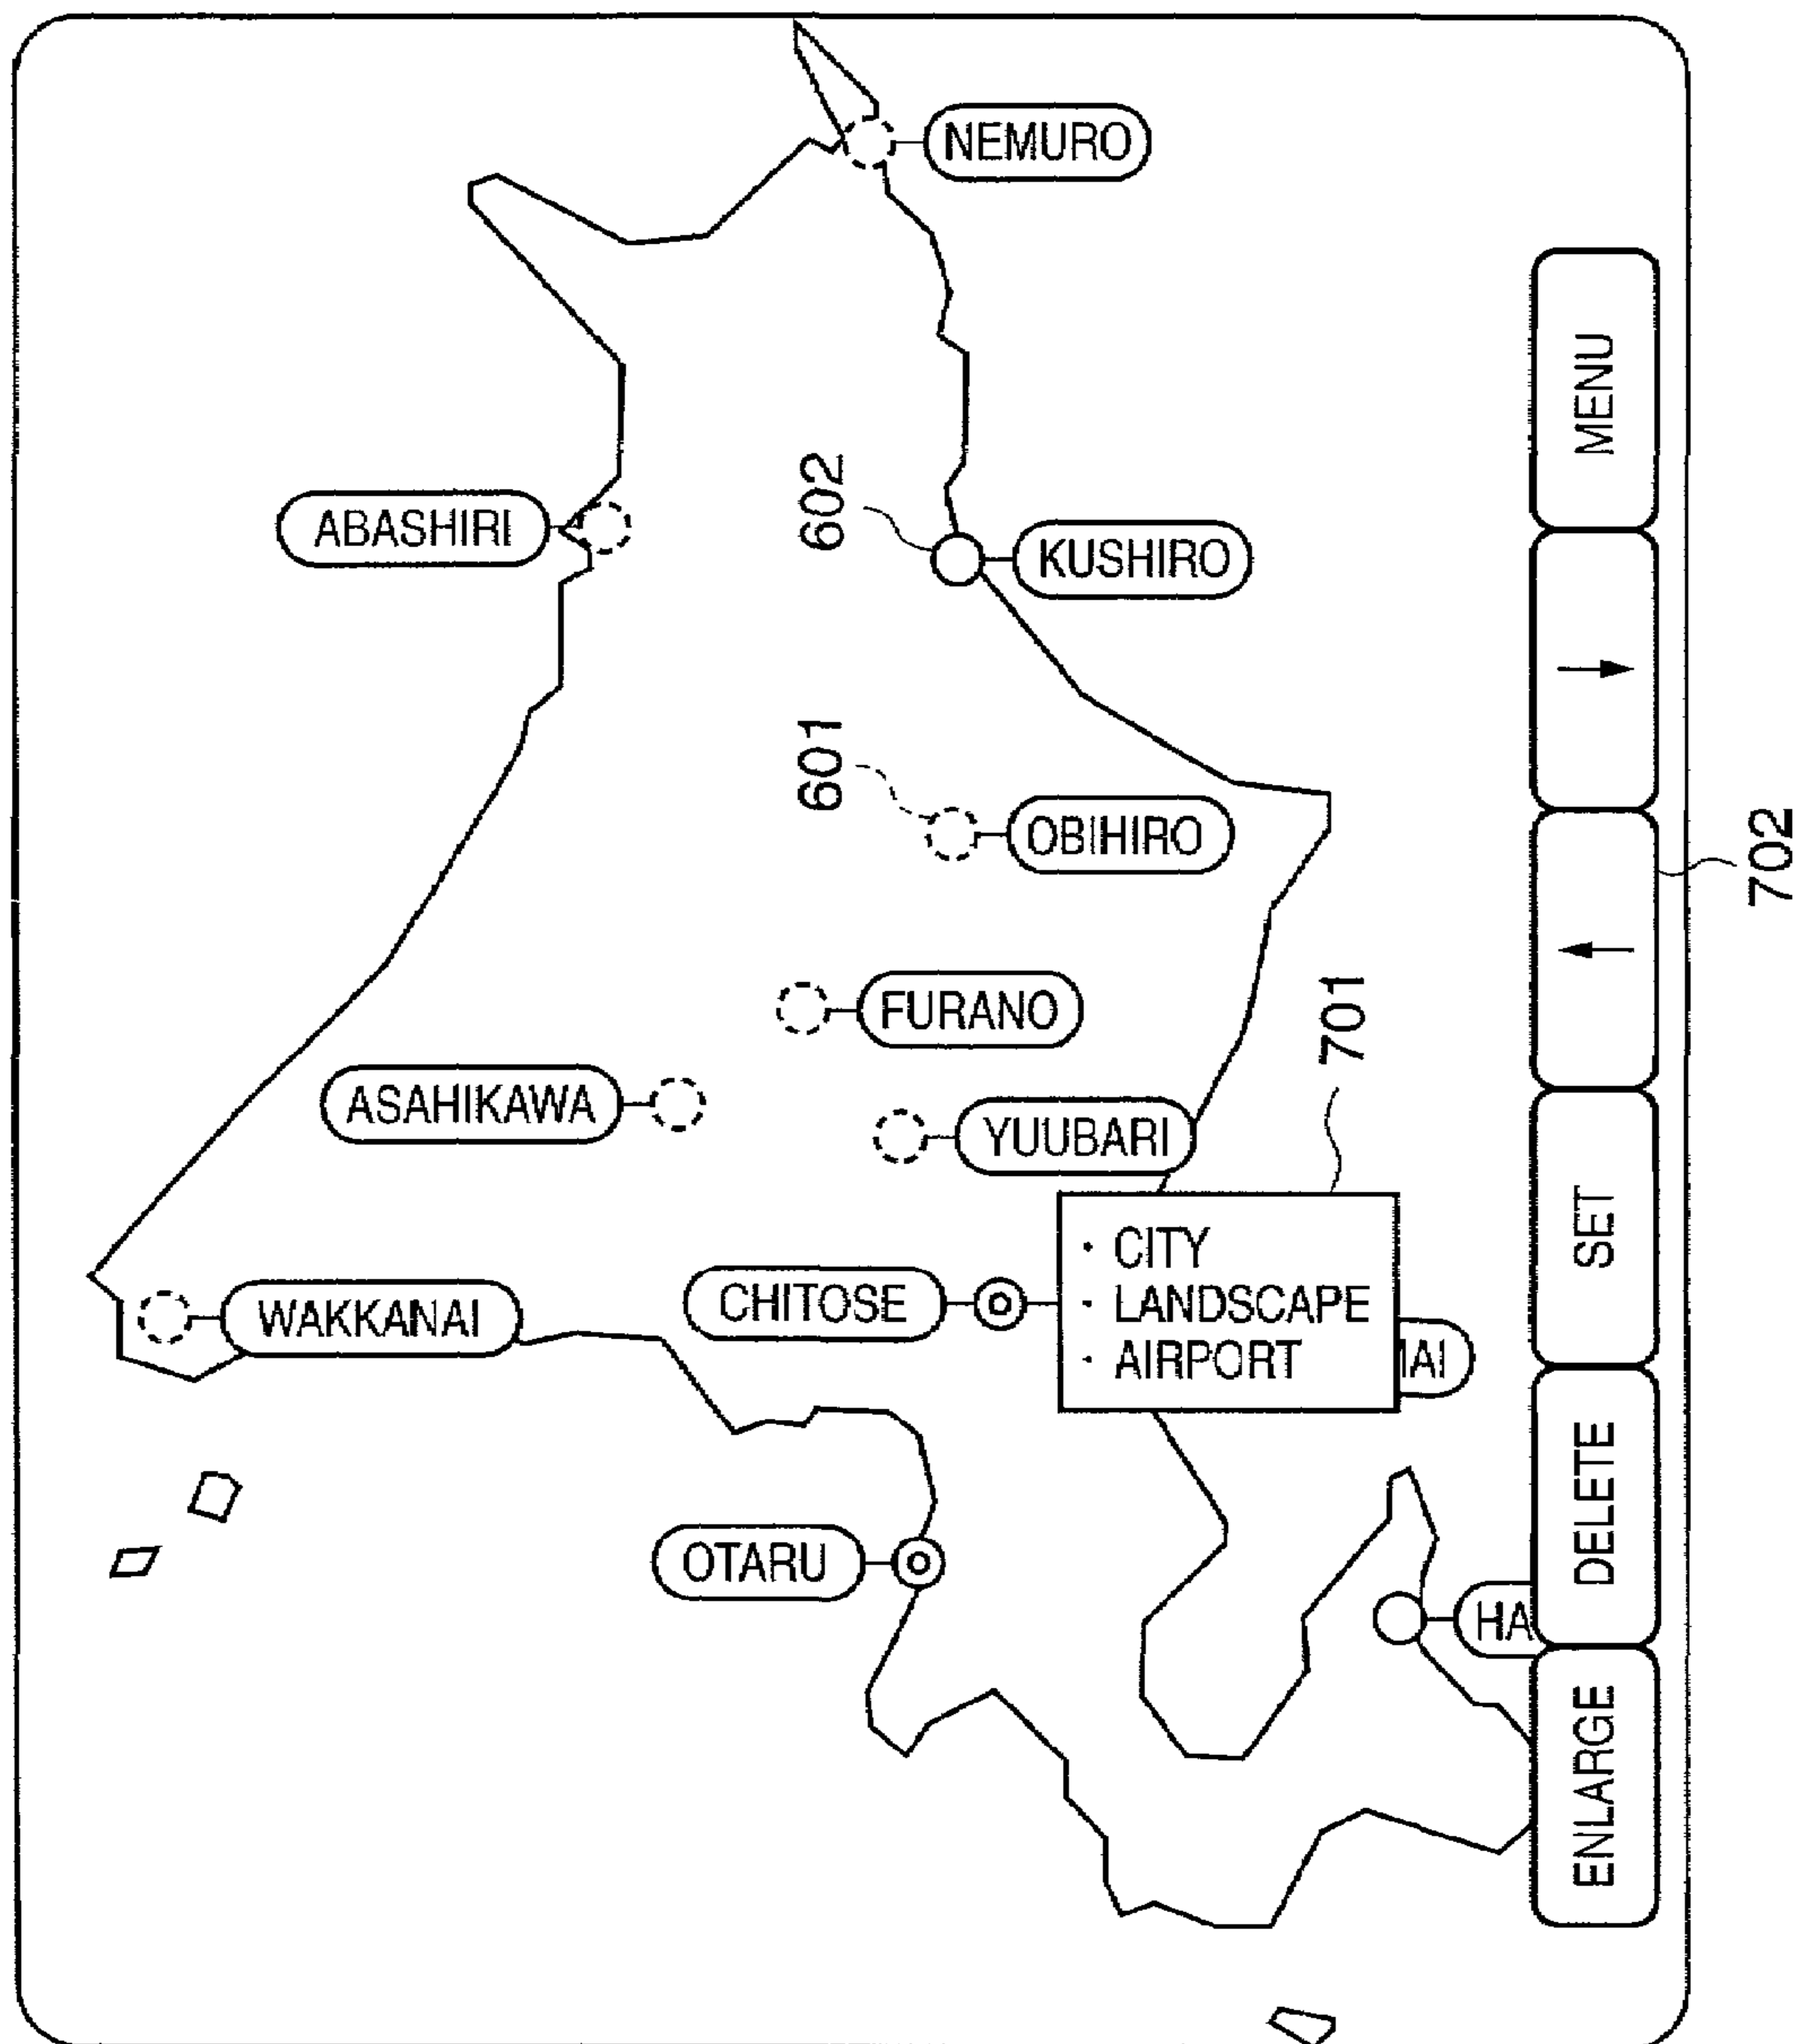 NEMURO
ABASHIRI
602
KUSHIRO
MENU
601
OBIHIRO
↓
702
↑
FURANO
701
ASAHIKAWA
YUUBARI
SET
WAKKANAI
CHITOSE
· CITY
· LANDSCAPE
· AIRPORT
OTARU
DELETE
HA
ENLARGE